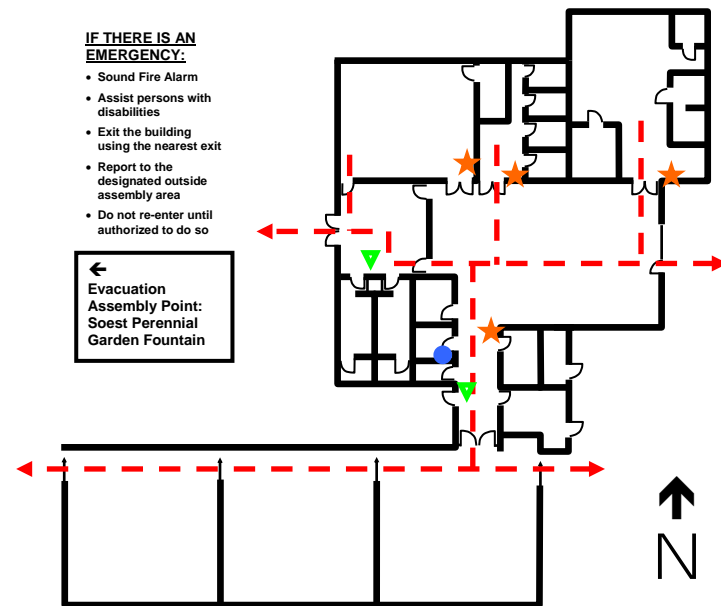 IF THERE IS AN
EMERGENCY:
• Sound Fire Alarm
• Assist persons with
disabilities
• Exit the building
using the nearest exit
• Report to the
designated outside
assembly area
• Do not re-enter until
authorized to do so
←
Evacuation
Assembly Point:
Soest Perennial
Garden Fountain
N